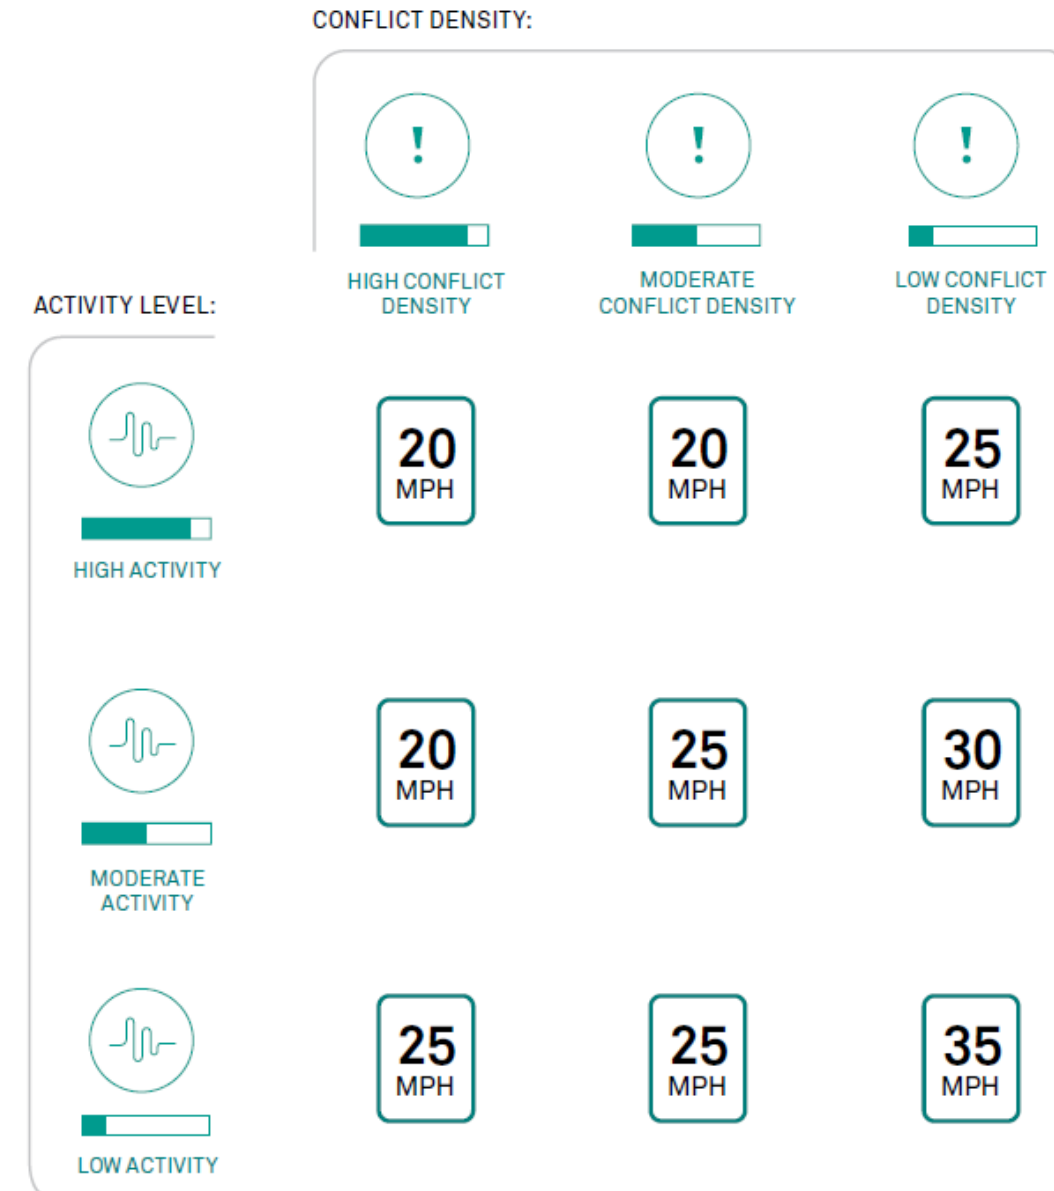 CONFLICT DENSITY:
!
!
!
HIGH CONFLICT
DENSITY
MODERATE
CONFLICT DENSITY
LOW CONFLICT
DENSITY
ACTIVITY LEVEL:
HIGH ACTIVITY
20
MPH
20
MPH
25
MPH
MODERATE
ACTIVITY
20
MPH
25
MPH
30
MPH
LOW ACTIVITY
25
MPH
25
MPH
35
MPH